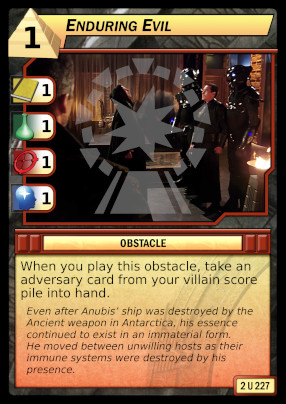 1
ENDURING EVIL
1
1
1
1
OBSTACLE
When you play this obstacle, take an
adversary card from your villain score
pile into hand.
Even after Anubis' ship was destroyed by the
Ancient weapon in Antarctica, his essence
continued to exist in an immaterial form.
He moved between unwilling hosts as their
immune systems were destroyed by his
presence.
2 U 227